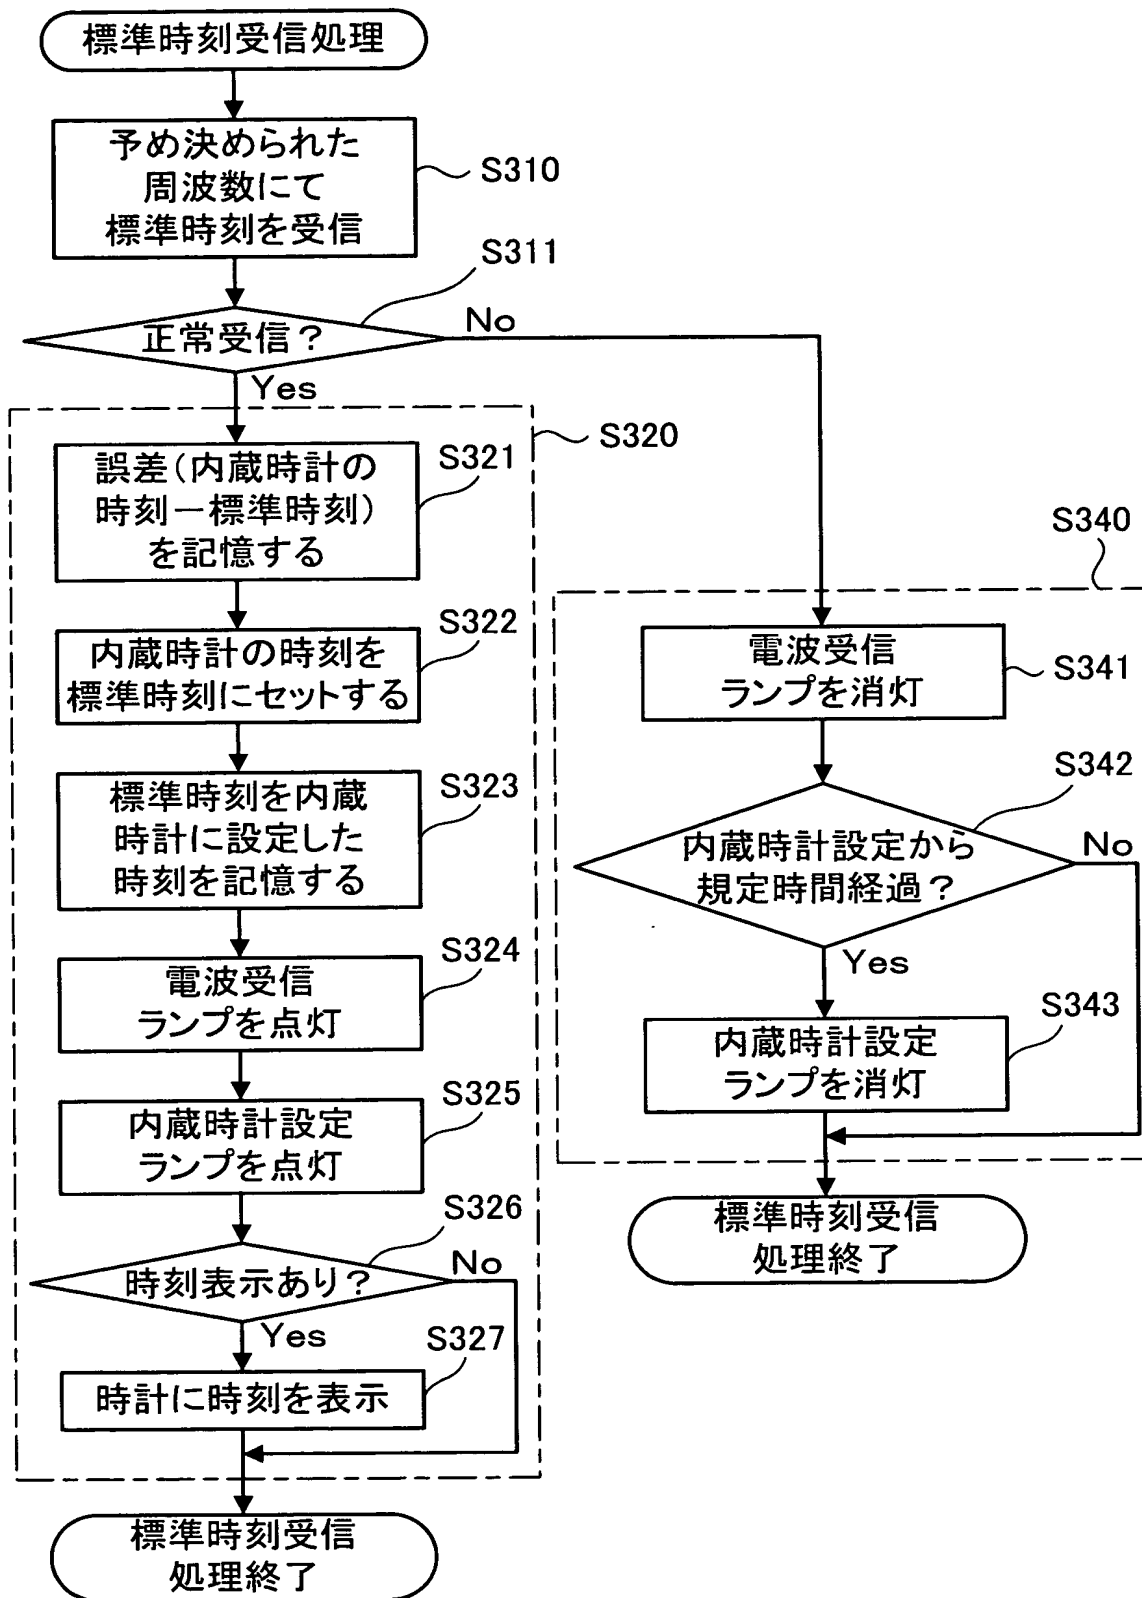 標準時刻受信処理
予め決められた
周波数にて
標準時刻を受信
S310
S311
正常受信?
No
Yes
S320
誤差(内蔵時計の
時刻－標準時刻)
を記憶する
S321
内蔵時計の時刻を
標準時刻にセットする
S322
標準時刻を内蔵
時計に設定した
時刻を記憶する
S323
電波受信
ランプを点灯
S324
内蔵時計設定
ランプを点灯
S325
S326
時刻表示あり?
No
Yes
S327
時計に時刻を表示
標準時刻受信
処理終了
S340
電波受信
ランプを消灯
S341
S342
内蔵時計設定から
規定時間経過?
No
Yes
S343
内蔵時計設定
ランプを消灯
標準時刻受信
処理終了